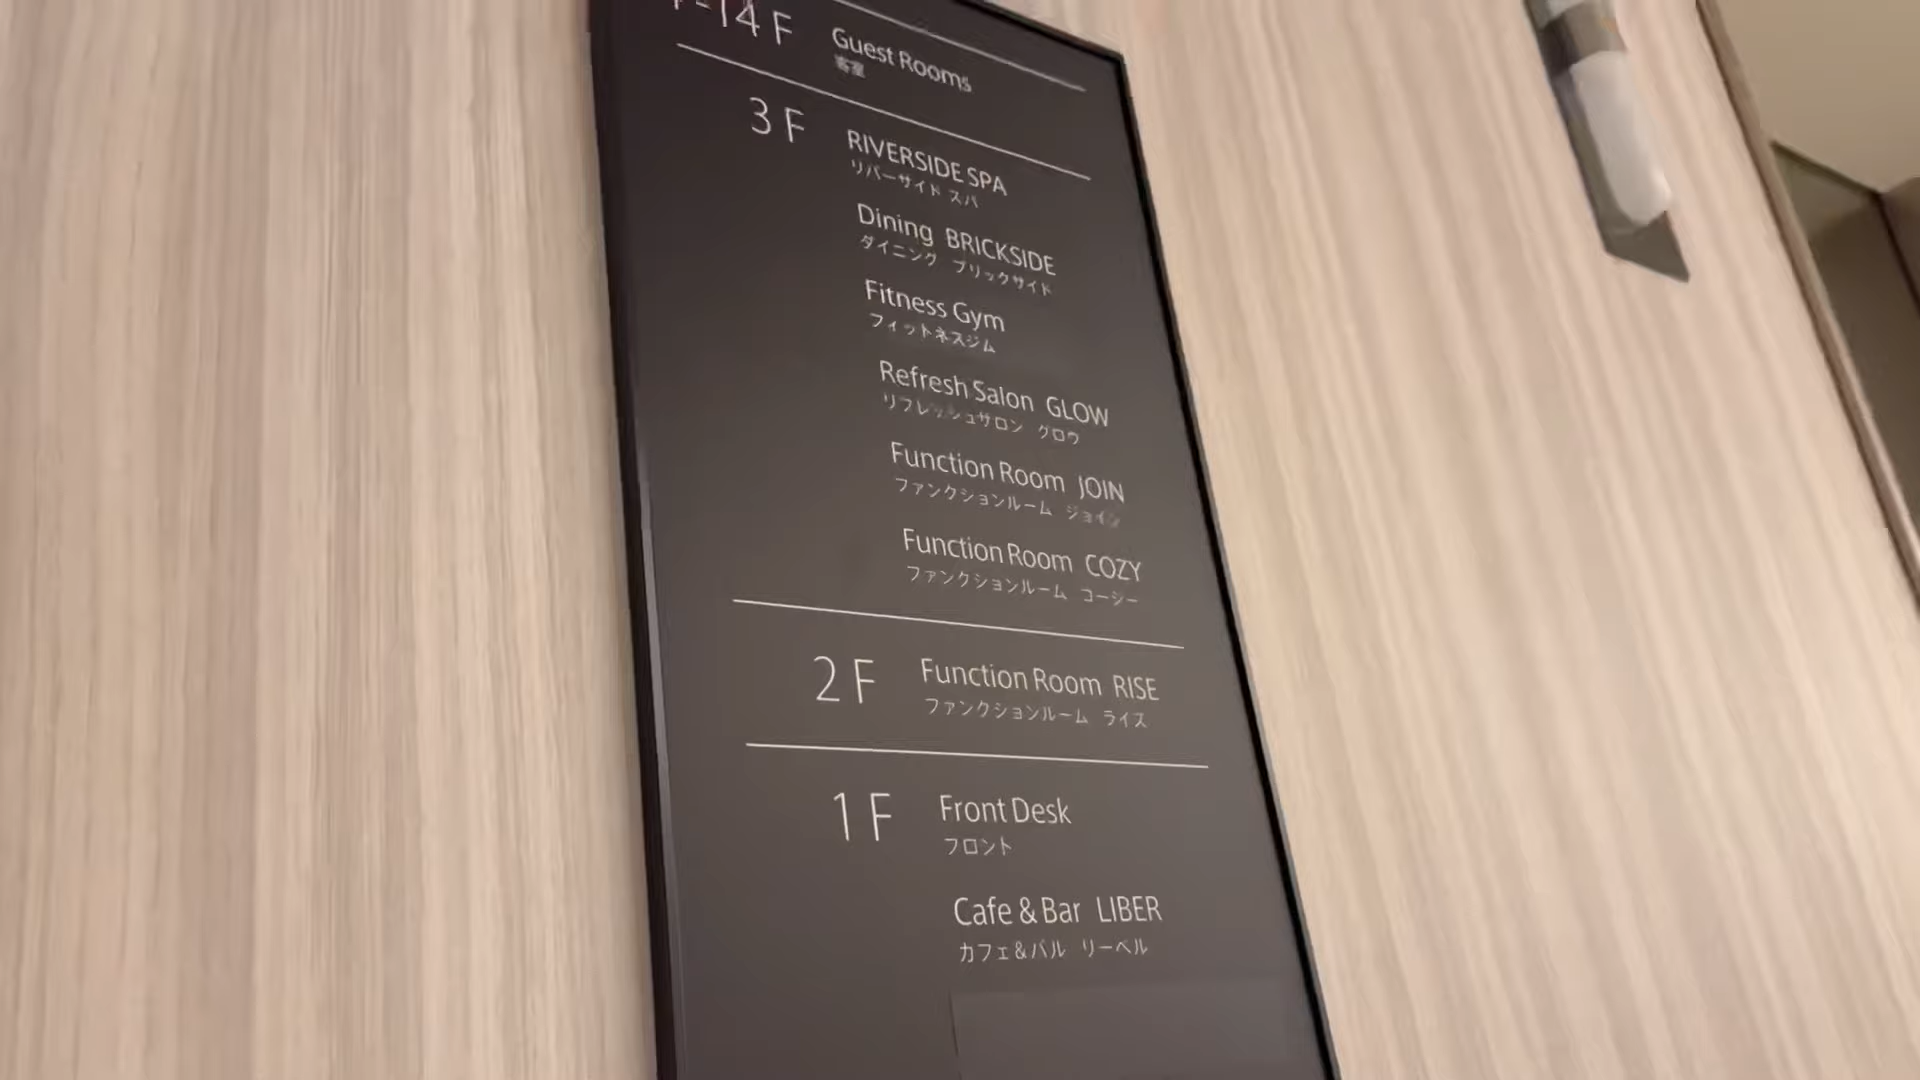 -14F Guest Rooms
客室
3F RIVERSIDE SPA
リバーサイド スパ
Dining BRICKSIDE
ダイニング ブリックサイド
Fitness Gym
フィットネスジム
Refresh Salon GLOW
リフレッシュサロン グロウ
Function Room JOIN
ファンクションルーム ジョイン
Function Room COZY
ファンクションルーム コージー
2F Function Room RISE
ファンクションルーム ライズ
1F Front Desk
フロント
Cafe & Bar LIBER
カフェ&バル リーベル